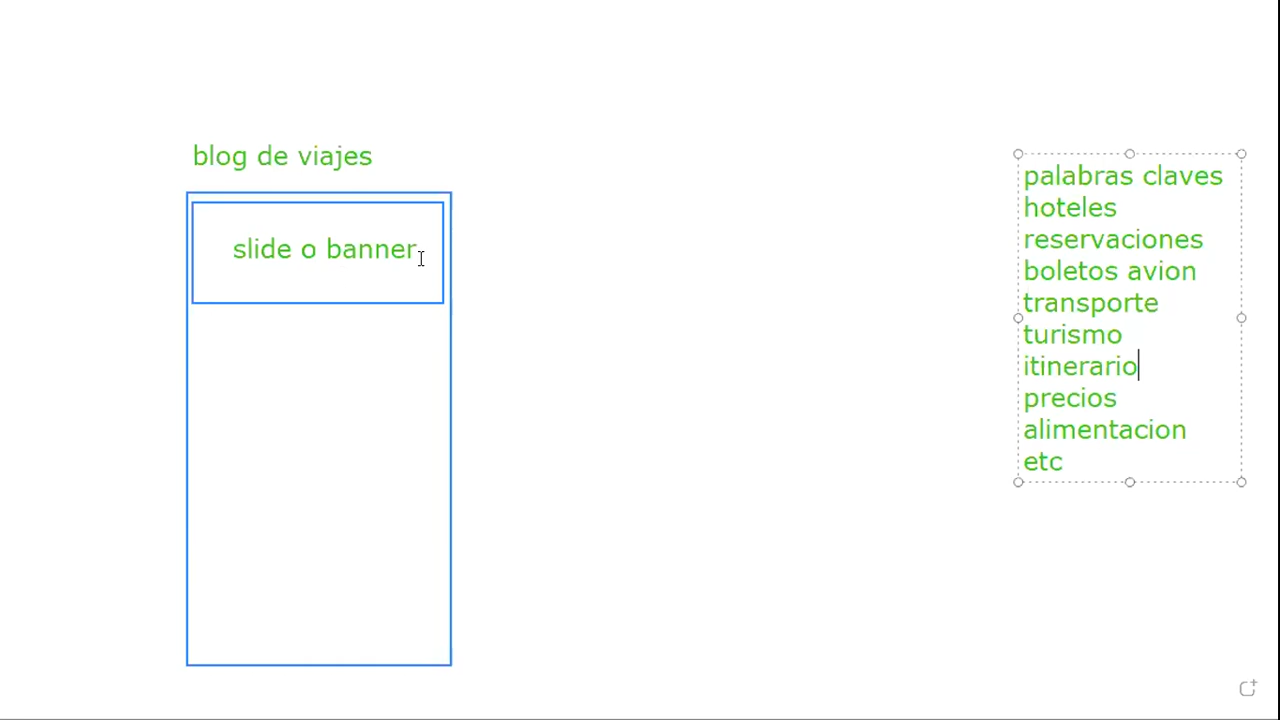 blog de viajes
slide o banner
palabras claves
hoteles
reservaciones
boletos avion
transporte
turismo
itinerario
precios
alimentacion
etc